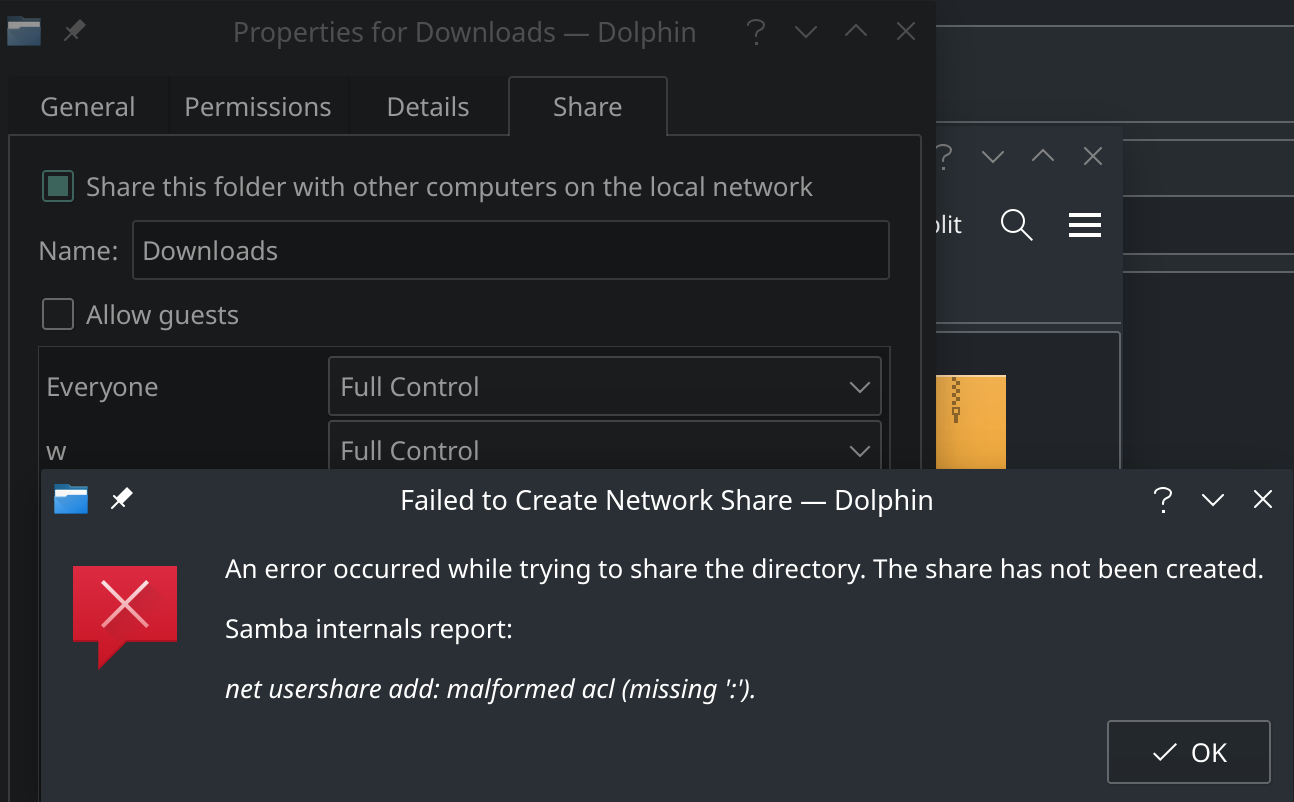 Properties for Downloads — Dolphin
General Permissions Details Share
Share this folder with other computers on the local network
Name: Downloads
Allow guests
Everyone Full Control
w Full Control
Failed to Create Network Share — Dolphin
An error occurred while trying to share the directory. The share has not been created.
Samba internals report:
net usershare add: malformed acl (missing ':').
OK